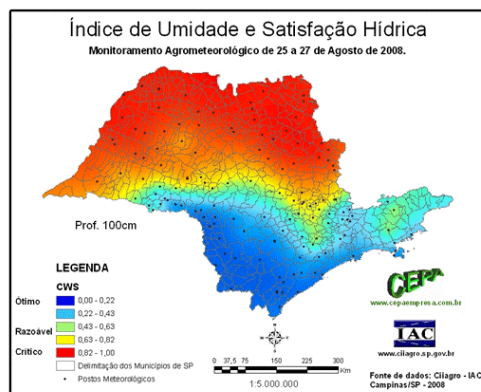 Índice de Umidade e Satisfação Hídrica
Monitoramento Agrometeorológico de 25 a 27 de Agosto de 2008.
Prof. 100cm
LEGENDA
CWS
Ótimo 0,00 - 0,22
0,22 - 0,43
Razoável 0,43 - 0,63
0,63 - 0,82
Crítico 0,82 - 1,00
Delimitação dos Municípios de SP
Postos Meteorológicos
0 37,5 75 150 225 300
Km
1:5.000.000
CEPA
www.cepaempresa.com.br
IAC
www.ciiagro.sp.gov.br
Fonte de dados: Ciiagro - IAC
Campinas/SP - 2008